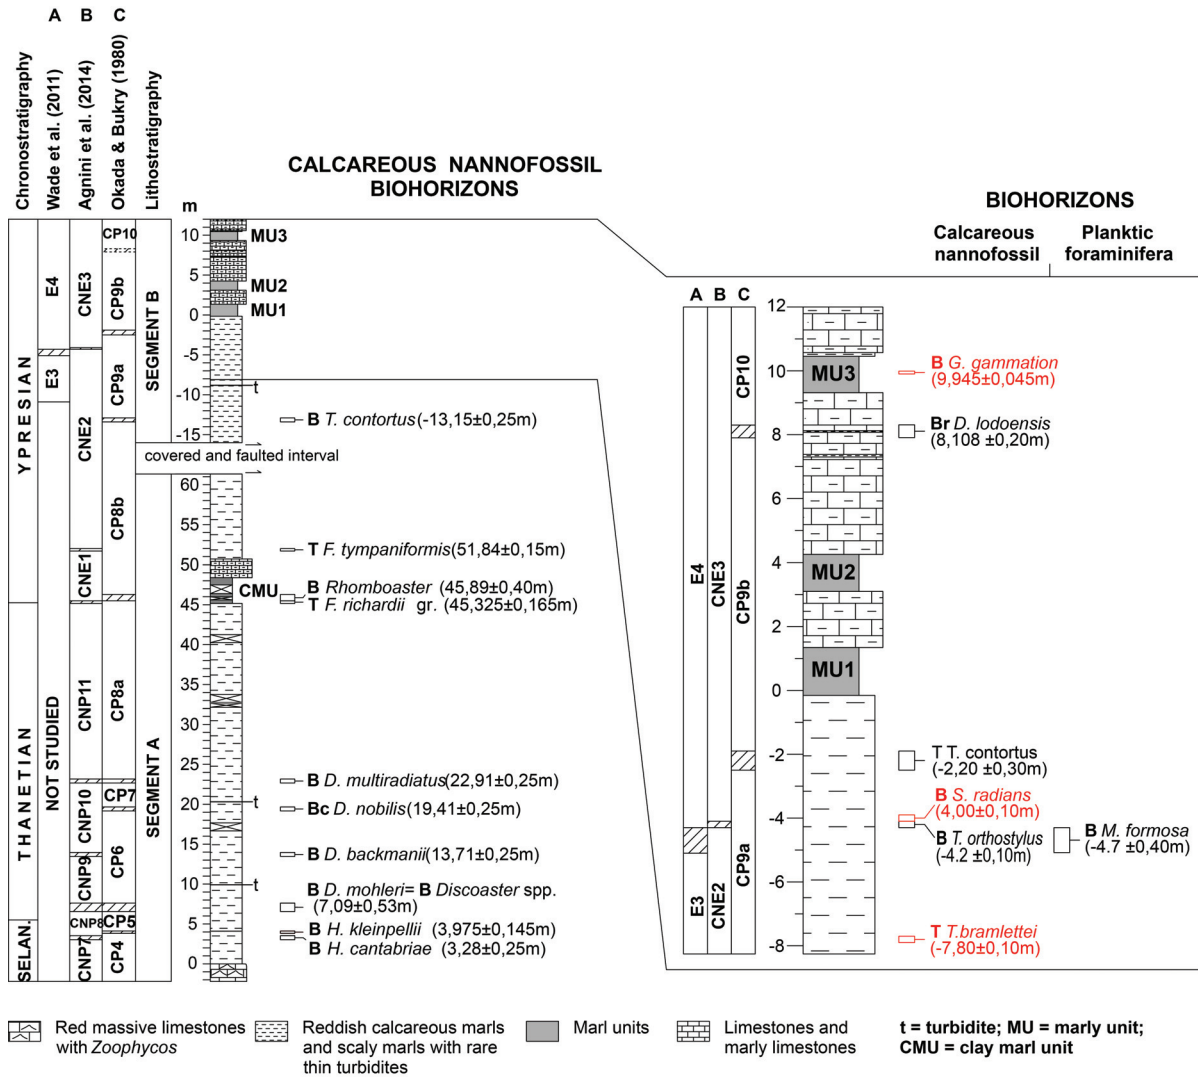 A B C
Chronostratigraphy
Wade et al. (2011)
Agnini et al. (2014)
Okada & Bukry (1980)
Lithostratigraphy
CALCAREOUS NANNOFOSSIL
BIOHORIZONS
m
YPRESIAN
THANETIAN
SELAN.
E4
E3
NOT STUDIED
CNE3
CNE2
CNE1
CNP11
CNP10
CNP9
CNP8
CNP7
CP10
CP9b
CP9a
CP8b
CP8a
CP7
CP6
CP5
CP4
SEGMENT B
SEGMENT A
10
5
0
-5
-10
-15
covered and faulted interval
60
55
50
45
40
35
30
25
20
15
10
5
0
MU3
MU2
MU1
t
B T. contortus (-13,15±0,25m)
T F. tympaniformis (51,84±0,15m)
CMU
B Rhomboaster (45,89±0,40m)
T F. richardii gr. (45,325±0,165m)
B D. multiradiatus (22,91±0,25m)
t
Bc D. nobilis (19,41±0,25m)
B D. backmanii (13,71±0,25m)
t
B D. mohleri= B Discoaster spp.
(7,09±0,53m)
B H. kleinpellii (3,975±0,145m)
B H. cantabriae (3,28±0,25m)
BIOHORIZONS
Calcareous
nannofossil
Planktic
foraminifera
A B C
E4
E3
CNE3
CNE2
CP10
CP9b
CP9a
12
10
8
6
4
2
0
-2
-4
-6
-8
MU3
MU2
MU1
B G. gammation
(9,945±0,045m)
Br D. lodoensis
(8,108 ±0,20m)
T T. contortus
(-2,20 ±0,30m)
B S. radians
(4,00±0,10m)
B T. orthostylus
(-4.2 ±0,10m)
B M. formosa
(-4.7 ±0,40m)
T T.bramlettei
(-7,80±0,10m)
Red massive limestones
with Zoophycos
Reddish calcareous marls
and scaly marls with rare
thin turbidites
Marl units
Limestones and
marly limestones
t = turbidite; MU = marly unit;
CMU = clay marl unit